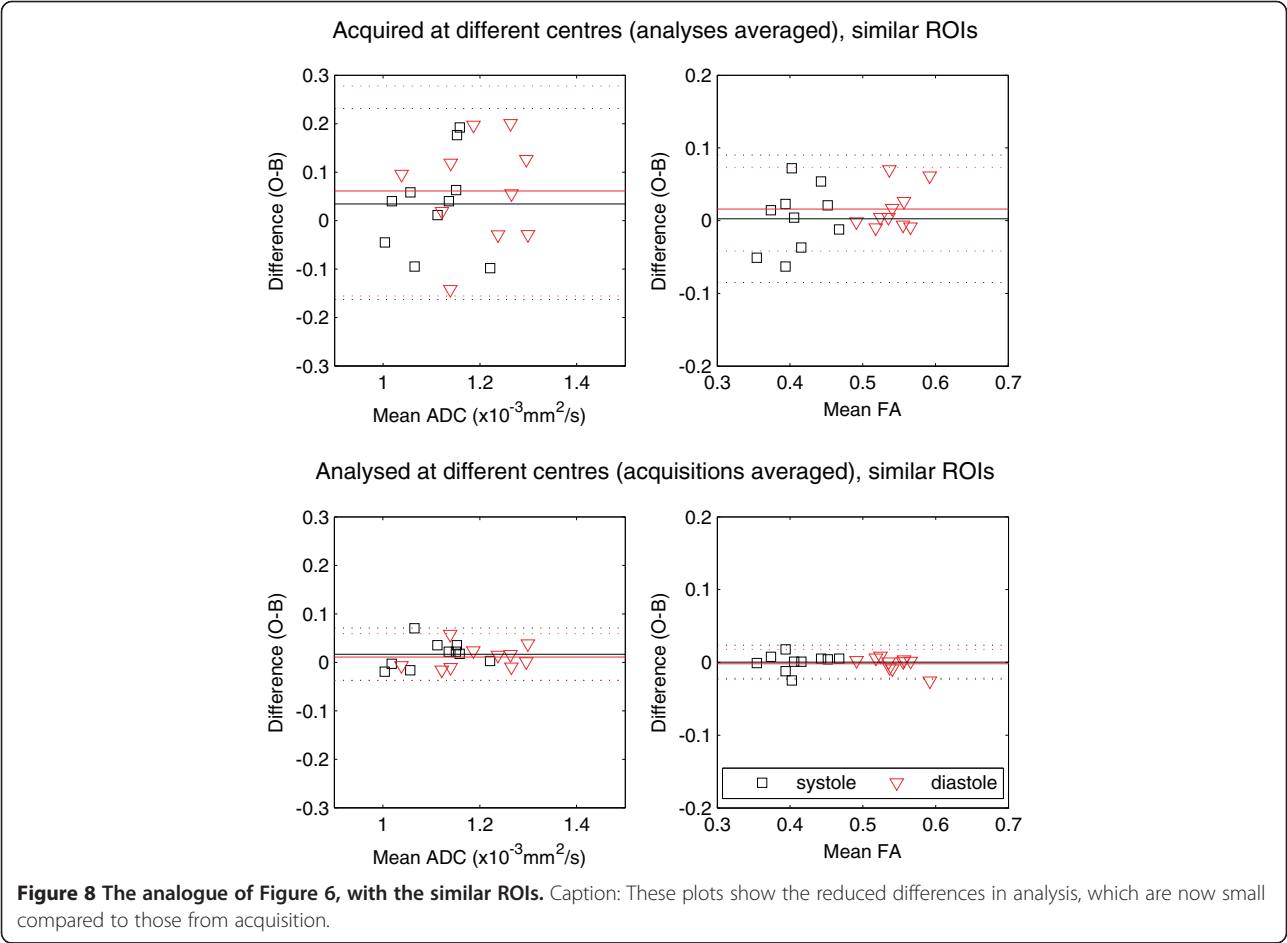 Acquired at different centres (analyses averaged), similar ROIs
0.3
0.2
0.1
0
-0.1
-0.2
-0.3
Difference (O-B)
1
1.2
1.4
Mean ADC (x10-3mm2/s)
0.2
0.1
0
-0.1
-0.2
Difference (O-B)
0.3
0.4
0.5
0.6
0.7
Mean FA
Analysed at different centres (acquisitions averaged), similar ROIs
0.3
0.2
0.1
0
-0.1
-0.2
-0.3
Difference (O-B)
1
1.2
1.4
Mean ADC (x10-3mm2/s)
0.2
0.1
0
-0.1
-0.2
Difference (O-B)
systole
diastole
0.3
0.4
0.5
0.6
0.7
Mean FA
Figure 8 The analogue of Figure 6, with the similar ROIs. Caption: These plots show the reduced differences in analysis, which are now small
compared to those from acquisition.